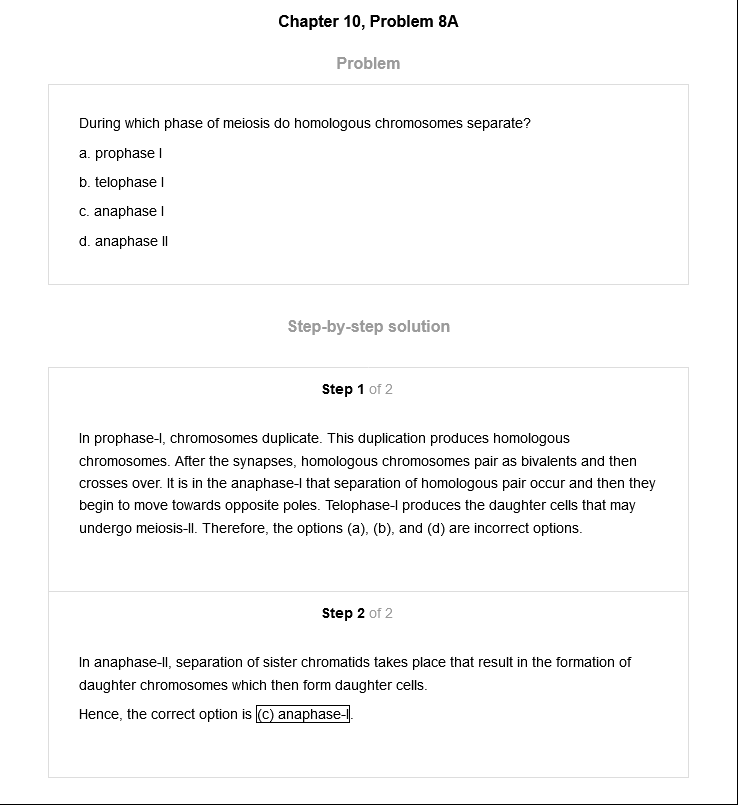 Chapter 10, Problem 8A
Problem
During which phase of meiosis do homologous chromosomes separate?
a. prophase I
b. telophase I
c. anaphase I
d. anaphase II
Step-by-step solution
Step 1 of 2
In prophase-I, chromosomes duplicate. This duplication produces homologous
chromosomes. After the synapses, homologous chromosomes pair as bivalents and then
crosses over. It is in the anaphase-I that separation of homologous pair occur and then they
begin to move towards opposite poles. Telophase-I produces the daughter cells that may
undergo meiosis-II. Therefore, the options (a), (b), and (d) are incorrect options.
Step 2 of 2
In anaphase-II, separation of sister chromatids takes place that result in the formation of
daughter chromosomes which then form daughter cells.
Hence, the correct option is (c) anaphase-I.